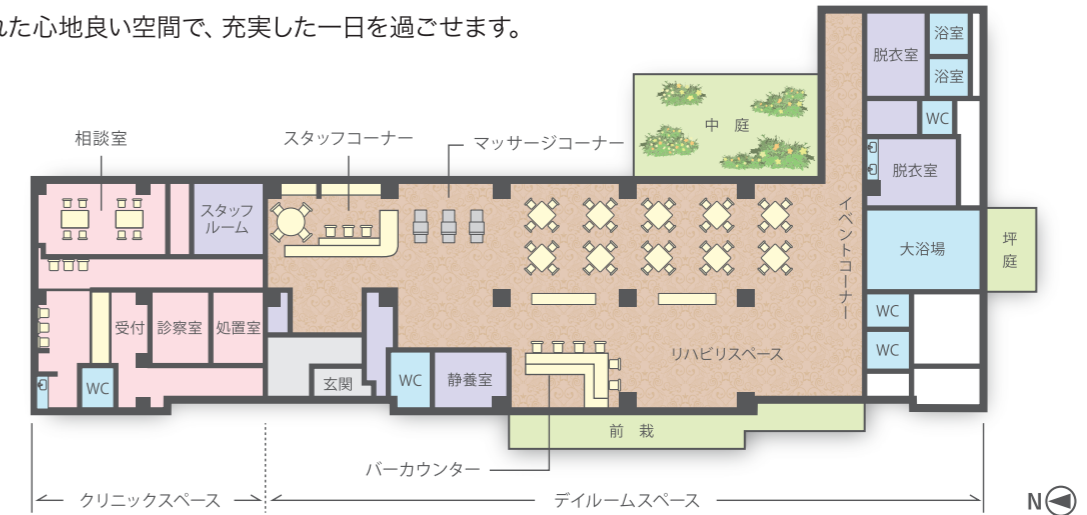 れた心地良い空間で、充実した一日を過ごせます。
浴室
脱衣室
浴室
WC
中 庭
相談室
スタッフコーナー
マッサージコーナー
脱衣室
スタッフ
ルーム
イベントコーナー
大浴場
坪庭
WC
受付
診察室
処置室
WC
リハビリスペース
WC
玄関
WC
静養室
前 栽
バーカウンター
クリニックスペース
デイルームスペース
N